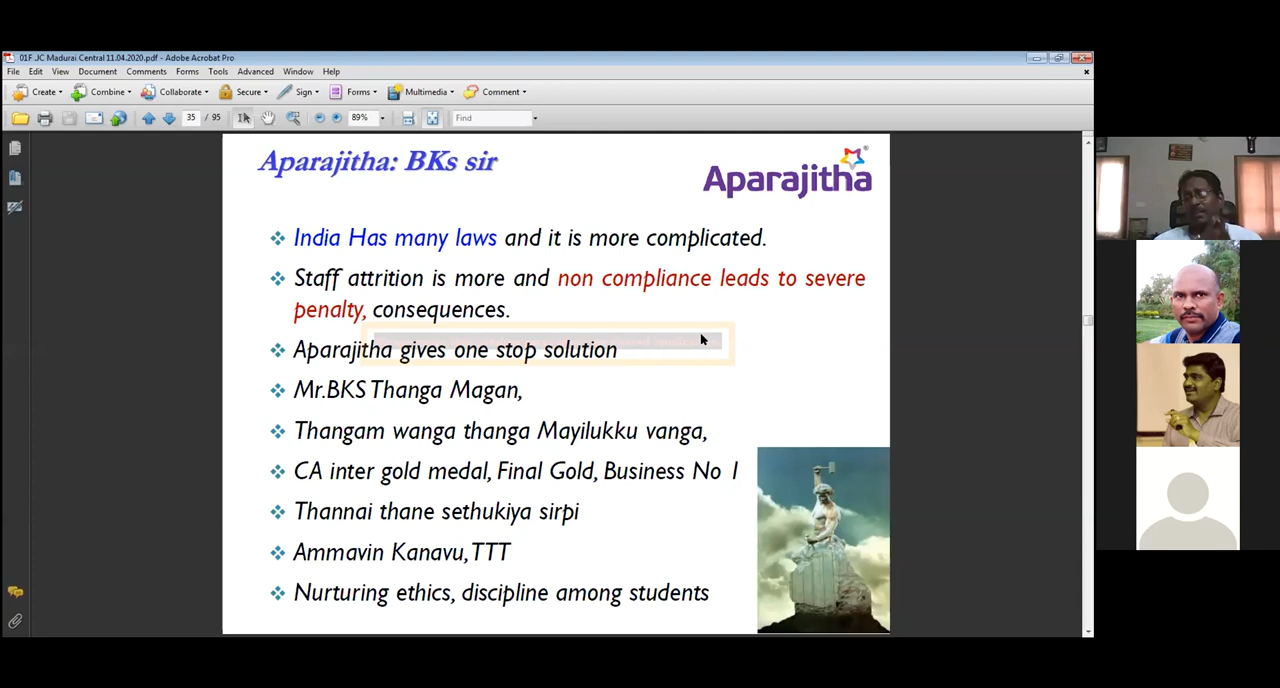 01F JC Madurai Central 11.04.2020.pdf - Adobe Acrobat Pro
File Edit View Document Comments Forms Tools Advanced Window Help
Create Combine Collaborate Secure Sign Forms Multimedia Comment
35 / 95 89% Find
Aparajitha: BKs sir
Aparajitha®
India Has many laws and it is more complicated.
Staff attrition is more and non compliance leads to severe
penalty, consequences.
Aparajitha gives one stop solution
Mr.BKS Thanga Magan,
Thangam wanga thanga Mayilukku vanga,
CA inter gold medal, Final Gold, Business No 1
Thannai thane sethukiya sirpi
Ammavin Kanavu, TTT
Nurturing ethics, discipline among students